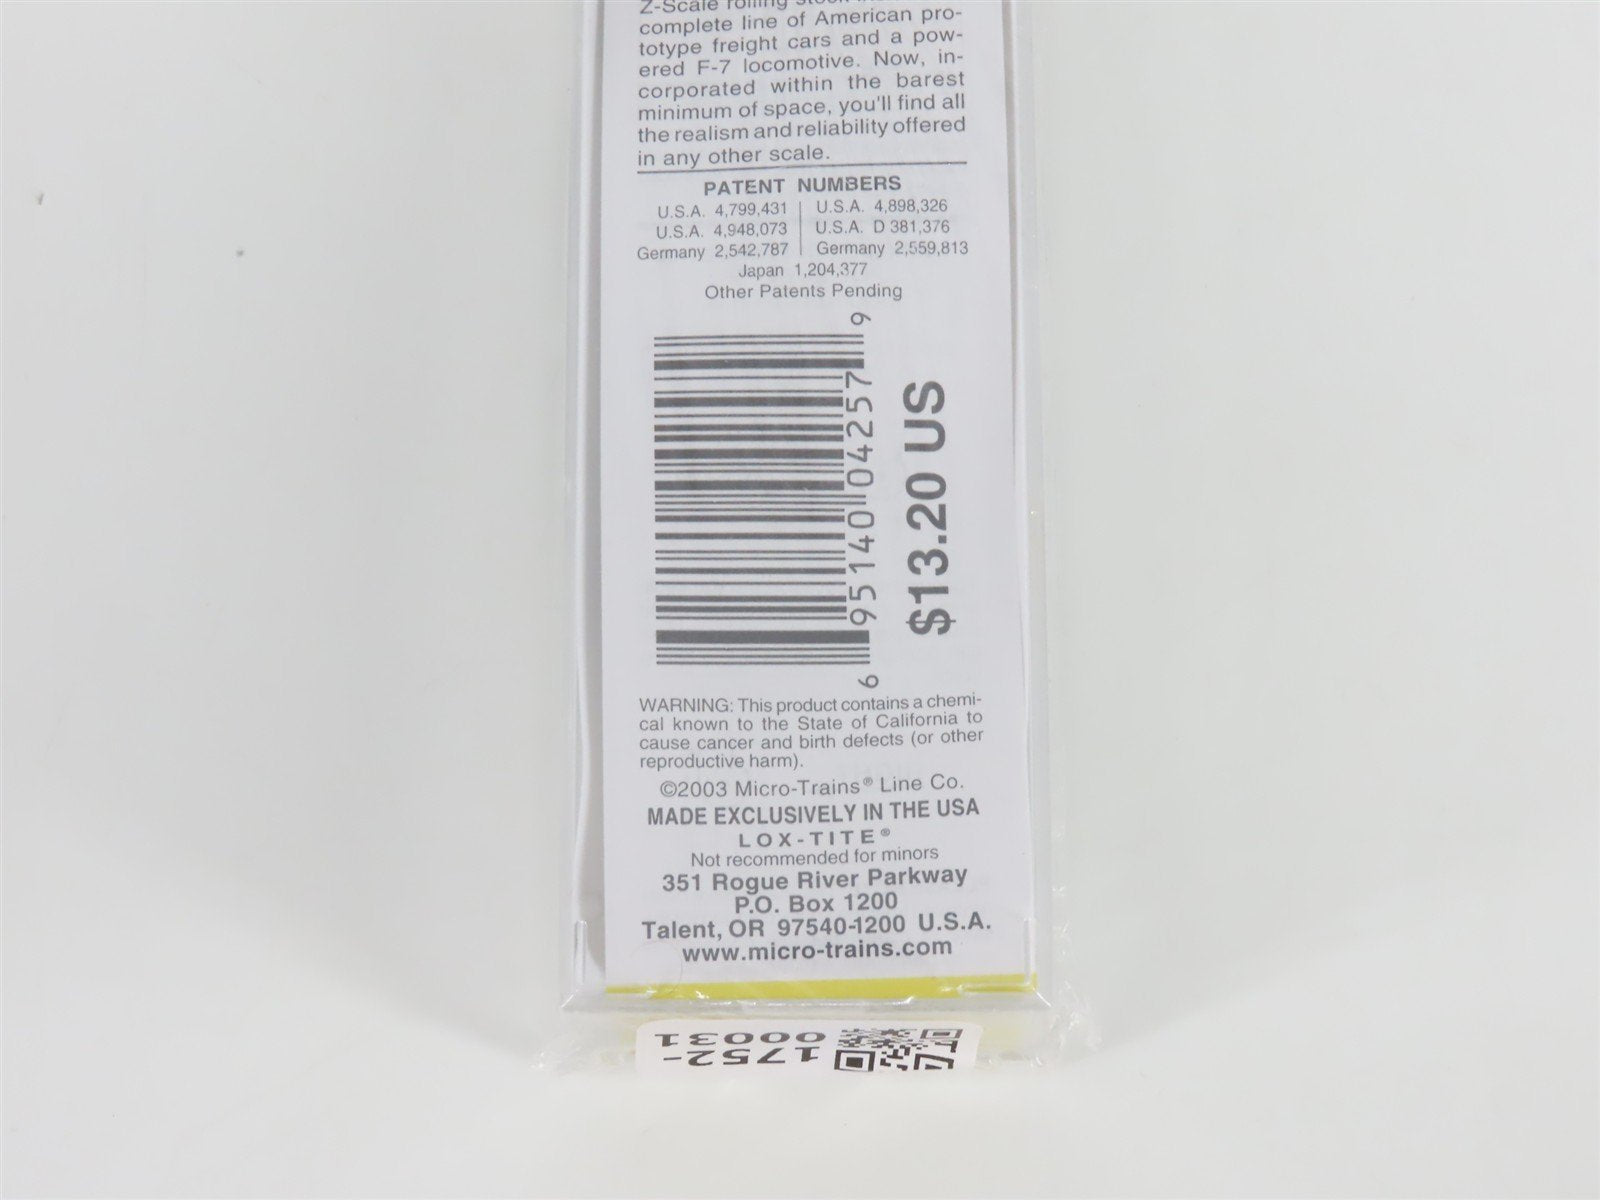 Z-Scale rolling stock
complete line of American pro-
totype freight cars and a pow-
ered F-7 locomotive. Now, in-
corporated within the barest
minimum of space, you'll find all
the realism and reliability offered
in any other scale.
PATENT NUMBERS
U.S.A. 4,799,431 | U.S.A. 4,898,326
U.S.A. 4,948,073 | U.S.A. D 381,376
Germany 2,542,787 | Germany 2,559,813
Japan 1,204,377
Other Patents Pending
6 95140 04257 9
$13.20 US
WARNING: This product contains a chemi-
cal known to the State of California to
cause cancer and birth defects (or other
reproductive harm).
©2003 Micro-Trains® Line Co.
MADE EXCLUSIVELY IN THE USA
LOX-TITE®
Not recommended for minors
351 Rogue River Parkway
P.O. Box 1200
Talent, OR 97540-1200 U.S.A.
www.micro-trains.com
1752-
00031